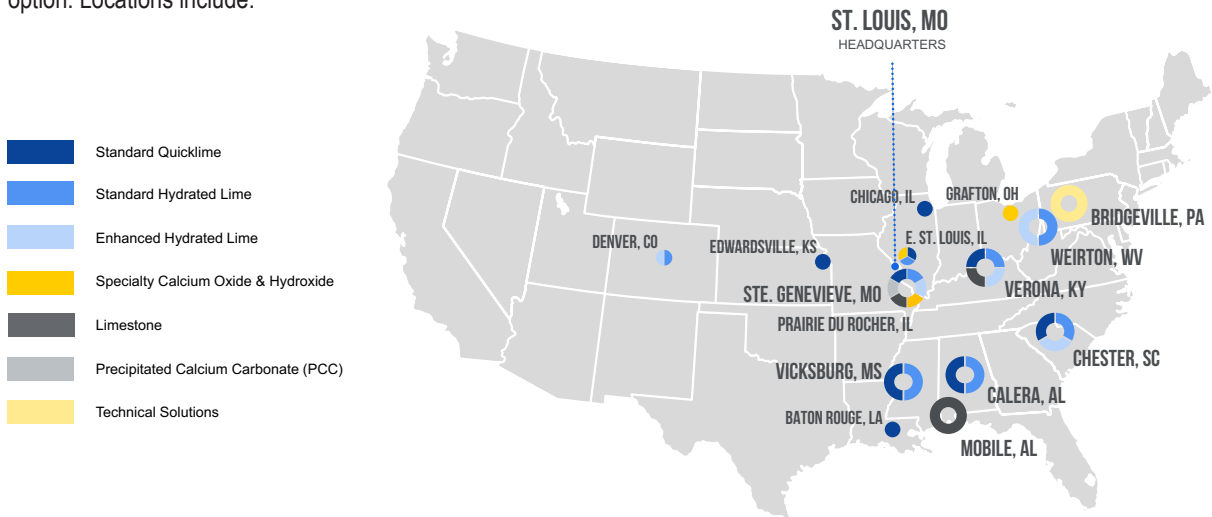 option. Locations include:
ST. LOUIS, MO
HEADQUARTERS
Standard Quicklime
Standard Hydrated Lime
Enhanced Hydrated Lime
Specialty Calcium Oxide & Hydroxide
Limestone
Precipitated Calcium Carbonate (PCC)
Technical Solutions
CHICAGO, IL
GRAFTON, OH
BRIDGEVILLE, PA
DENVER, CO
EDWARDSVILLE, KS
E. ST. LOUIS, IL
WEIRTON, WV
STE. GENEVIEVE, MO
VERONA, KY
PRAIRIE DU ROCHER, IL
CHESTER, SC
VICKSBURG, MS
CALERA, AL
BATON ROUGE, LA
MOBILE, AL